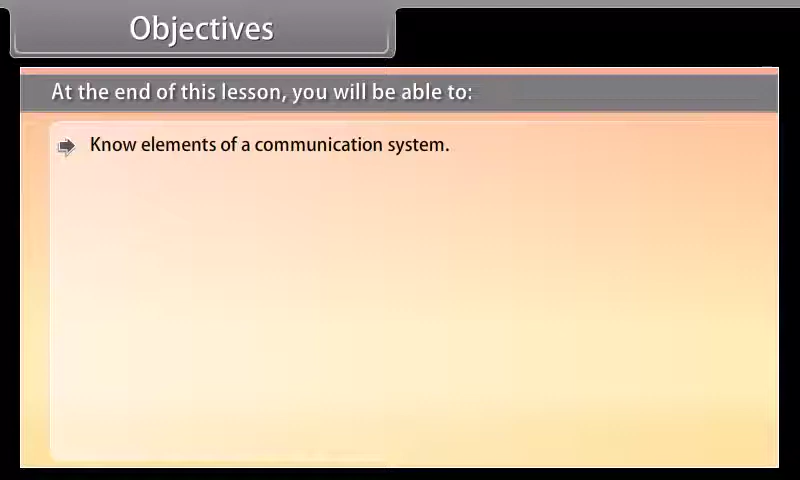 Objectives
At the end of this lesson, you will be able to:
Know elements of a communication system.